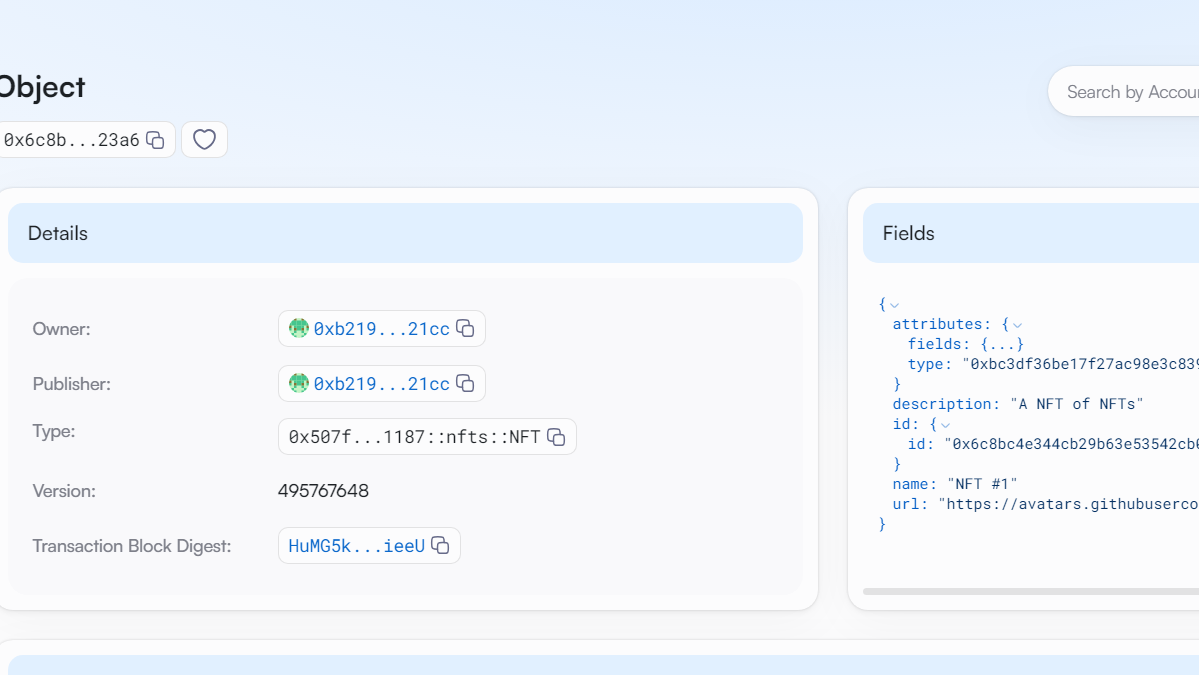 Object
Search by Accou
0x6c8b...23a6
Details
Owner: 0xb219...21cc
Publisher: 0xb219...21cc
Type: 0x507f...1187::nfts::NFT
Version: 495767648
Transaction Block Digest: HuMG5k...ieeU
Fields
{
attributes: {
fields: {...}
type: "0xbc3df36be17f27ac98e3c839
}
description: "A NFT of NFTs"
id: {
id: "0x6c8bc4e344cb29b63e53542cb6
}
name: "NFT #1"
url: "https://avatars.githubuserco
}